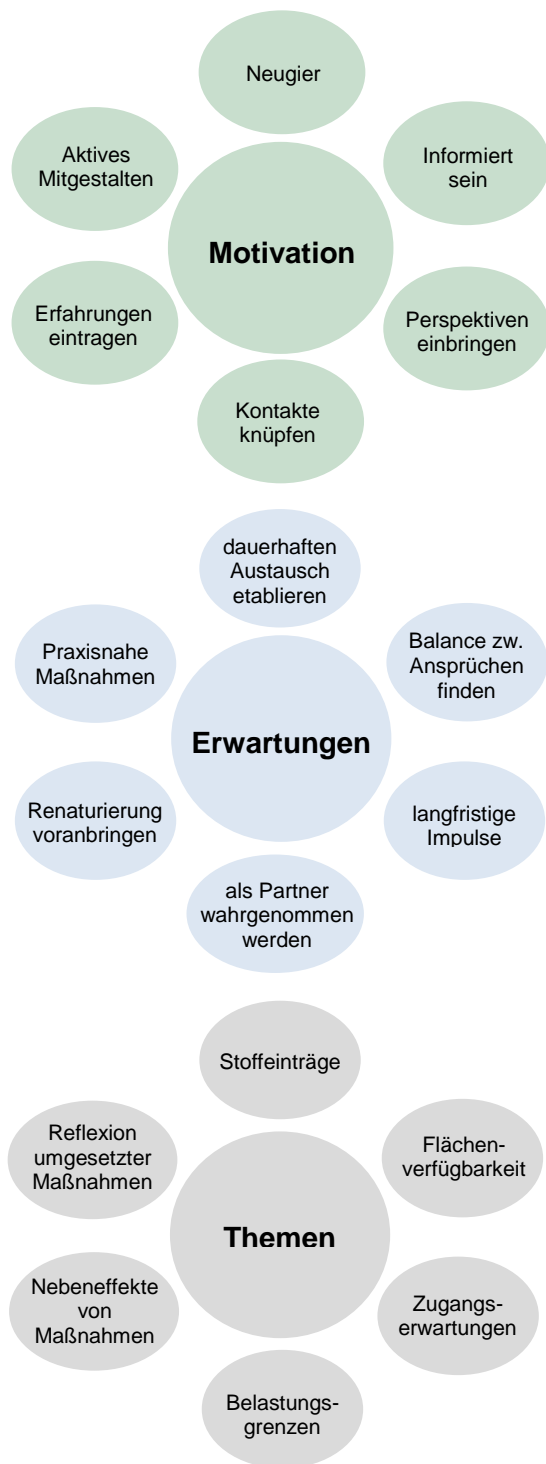 Neugier
Aktives
Mitgestalten
Informiert
sein
Motivation
Erfahrungen
eintragen
Perspektiven
einbringen
Kontakte
knüpfen
dauerhaften
Austausch
etablieren
Praxisnahe
Maßnahmen
Balance zw.
Ansprüchen
finden
Erwartungen
Renaturierung
voranbringen
langfristige
Impulse
als Partner
wahrgenommen
werden
Stoffeinträge
Reflexion
umgesetzter
Maßnahmen
Flächen-
verfügbarkeit
Themen
Nebeneffekte
von
Maßnahmen
Zugangs-
erwartungen
Belastungs-
grenzen